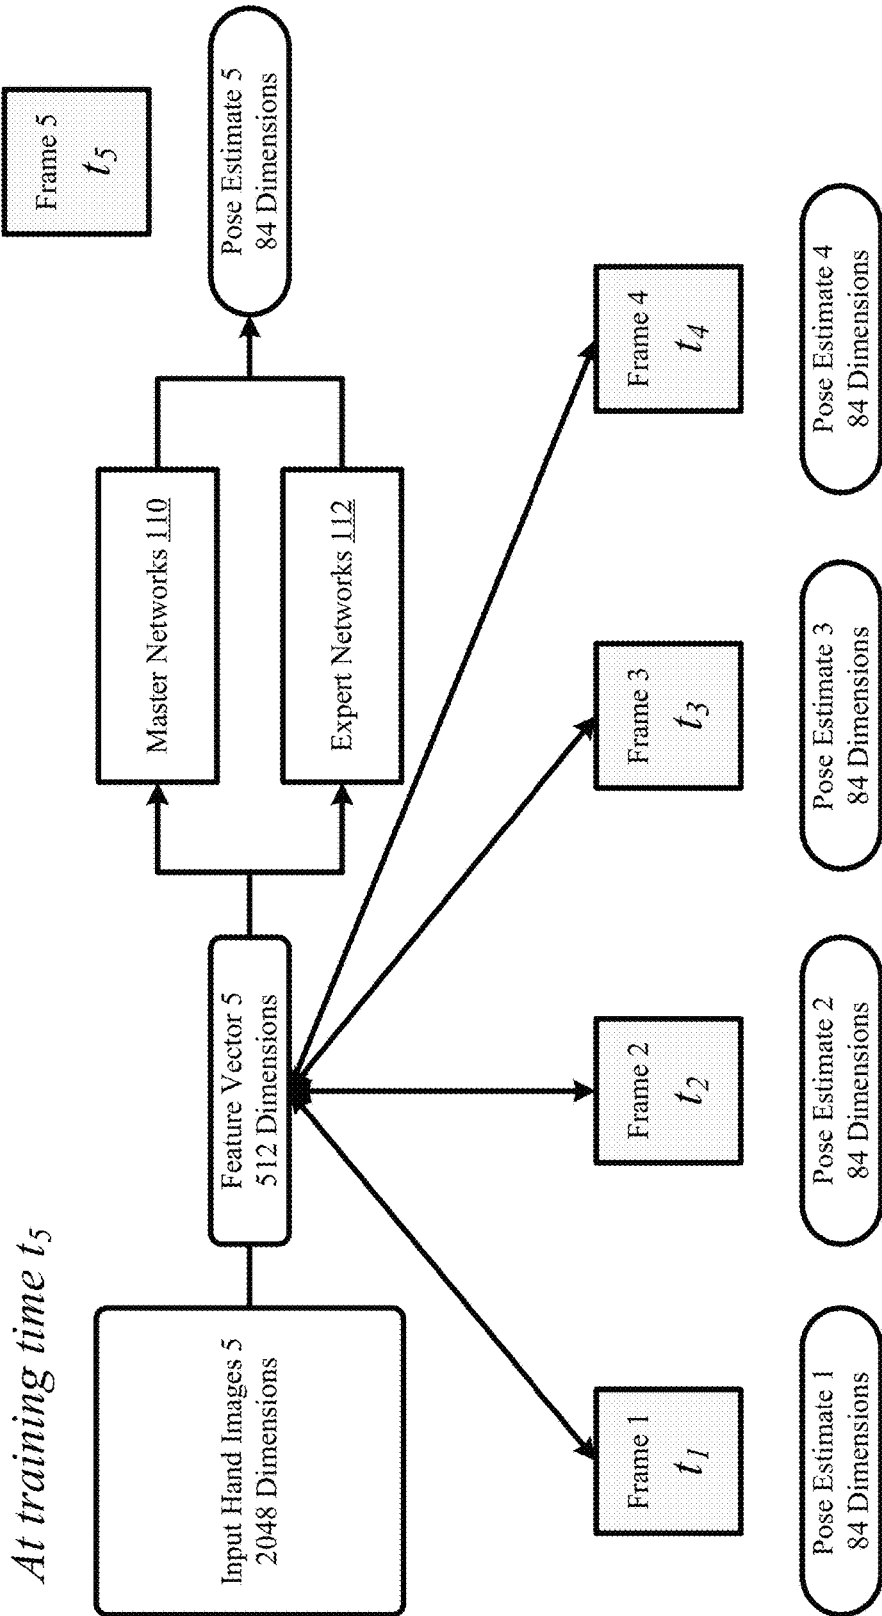 At training time t5
Input Hand Images 5
2048 Dimensions
Feature Vector 5
512 Dimensions
Master Networks 110
Expert Networks 112
Frame 5
t5
Pose Estimate 5
84 Dimensions
Frame 1
t1
Frame 2
t2
Frame 3
t3
Frame 4
t4
Pose Estimate 1
84 Dimensions
Pose Estimate 2
84 Dimensions
Pose Estimate 3
84 Dimensions
Pose Estimate 4
84 Dimensions